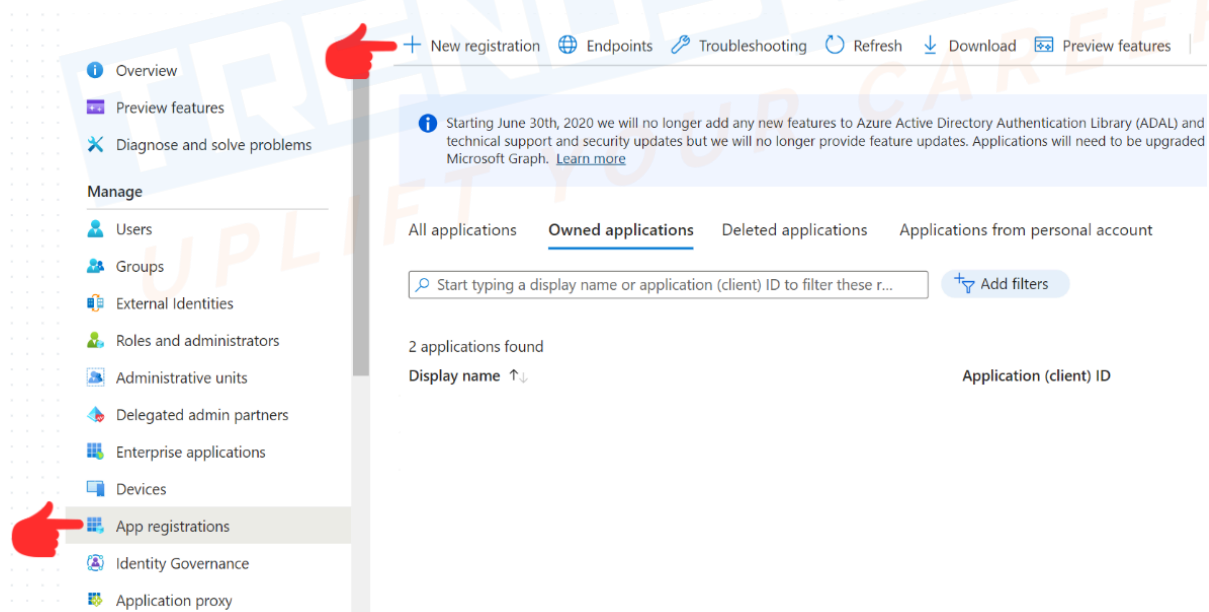 New registration Endpoints Troubleshooting Refresh Download Preview features
Overview
Preview features
Diagnose and solve problems
Manage
Users
Groups
External Identities
Roles and administrators
Administrative units
Delegated admin partners
Enterprise applications
Devices
App registrations
Identity Governance
Application proxy
Starting June 30th, 2020 we will no longer add any new features to Azure Active Directory Authentication Library (ADAL) and
technical support and security updates but we will no longer provide feature updates. Applications will need to be upgraded
Microsoft Graph. Learn more
All applications Owned applications Deleted applications Applications from personal account
Start typing a display name or application (client) ID to filter these r...
Add filters
2 applications found
Display name Application (client) ID
UPLIFT YOUR CAREER